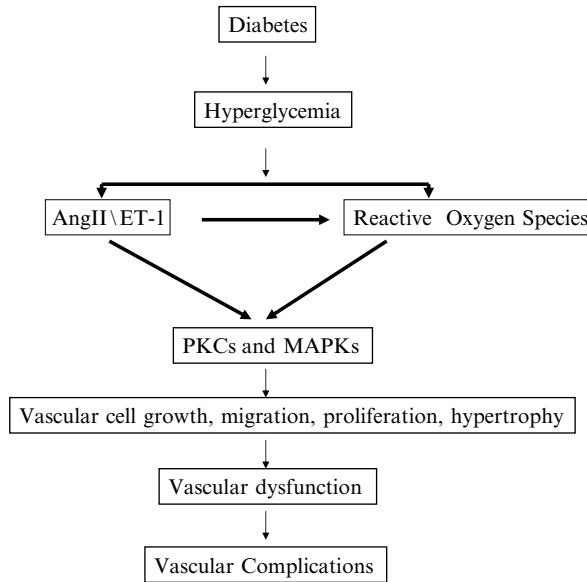 Diabetes
Hyperglycemia
AngII\ET-1
Reactive Oxygen Species
PKCs and MAPKs
Vascular cell growth, migration, proliferation, hypertrophy
Vascular dysfunction
Vascular Complications